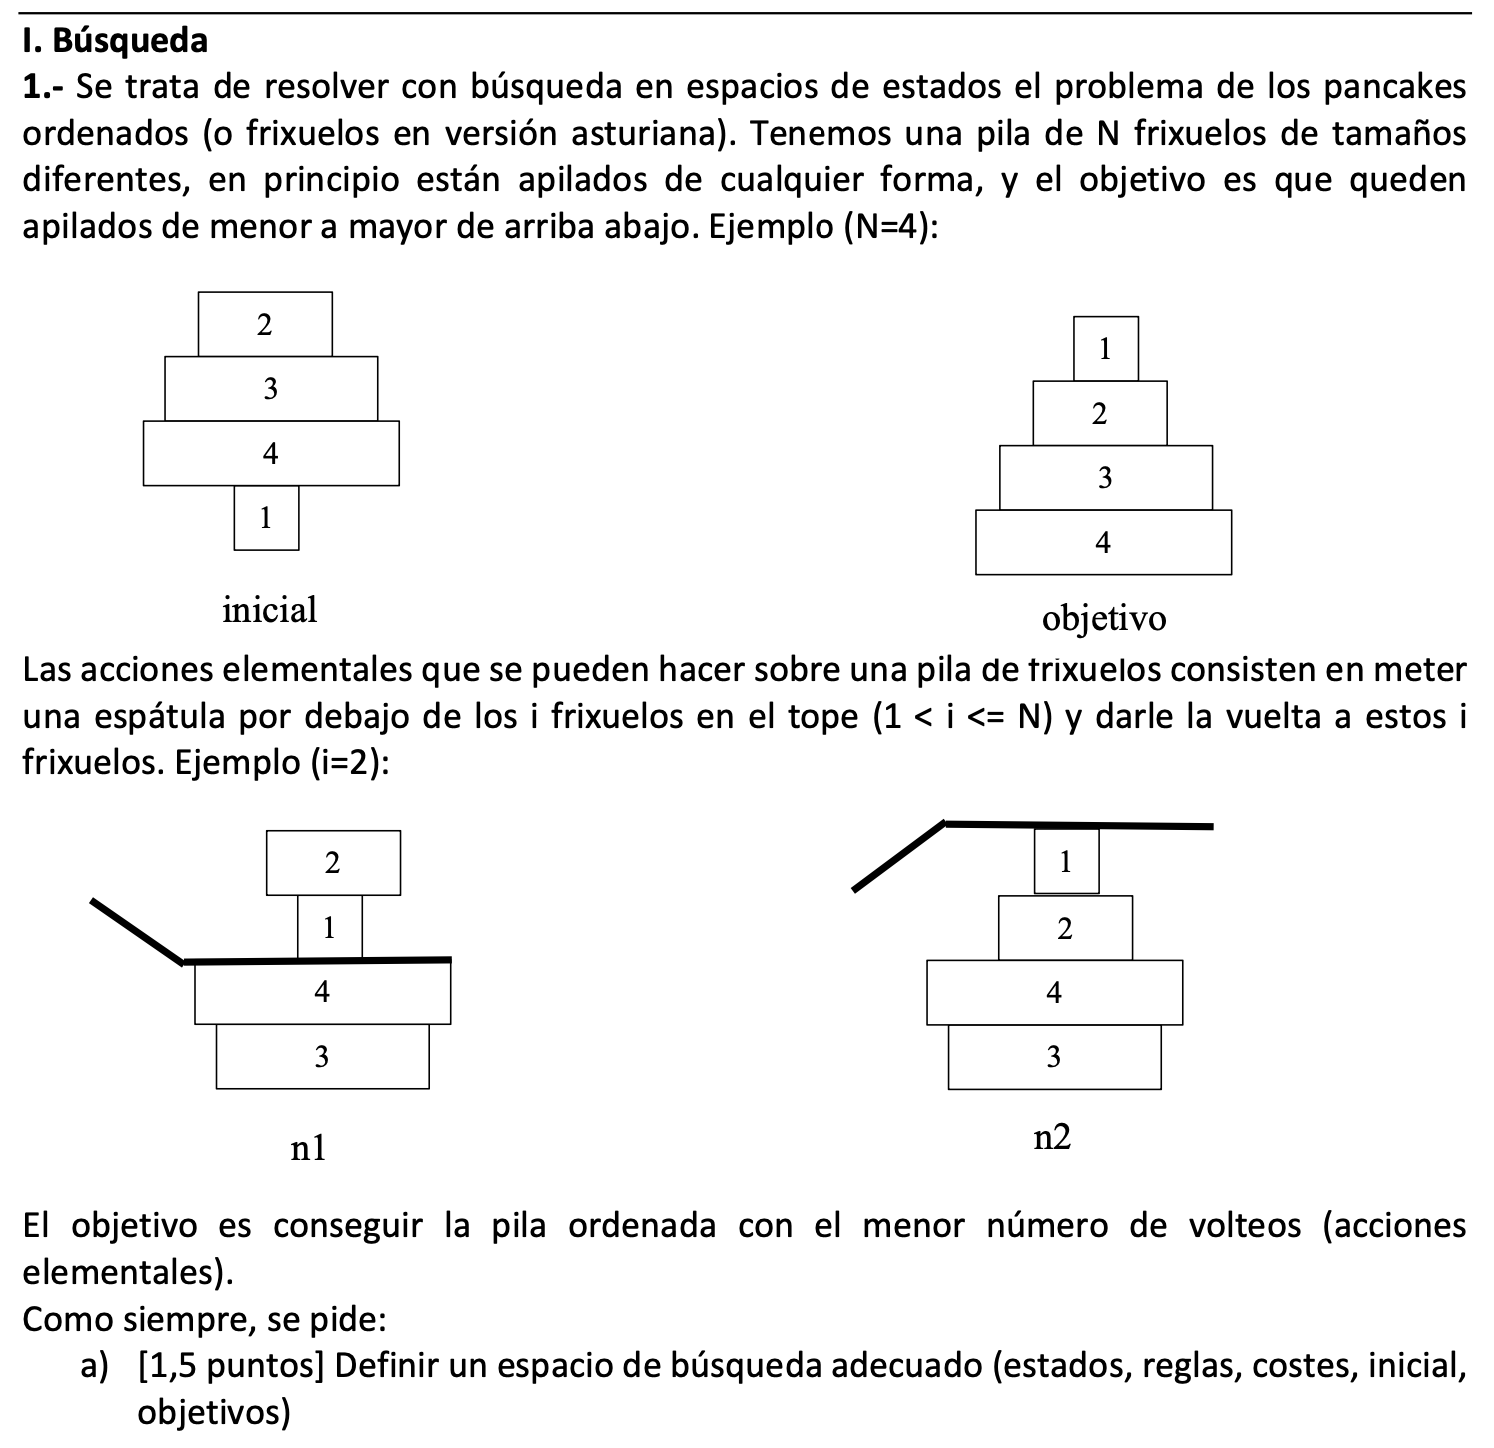 I. Búsqueda
1.- Se trata de resolver con búsqueda en espacios de estados el problema de los pancakes
ordenados (o frixuelos en versión asturiana). Tenemos una pila de N frixuelos de tamaños
diferentes, en principio están apilados de cualquier forma, y el objetivo es que queden
apilados de menor a mayor de arriba abajo. Ejemplo (N=4):
2
3
4
1
inicial
1
2
3
4
objetivo
Las acciones elementales que se pueden hacer sobre una pila de frixuelos consisten en meter
una espátula por debajo de los i frixuelos en el tope (1 < i <= N) y darle la vuelta a estos i
frixuelos. Ejemplo (i=2):
2
1
4
3
n1
1
2
4
3
n2
El objetivo es conseguir la pila ordenada con el menor número de volteos (acciones
elementales).
Como siempre, se pide:
a) [1,5 puntos] Definir un espacio de búsqueda adecuado (estados, reglas, costes, inicial,
objetivos)